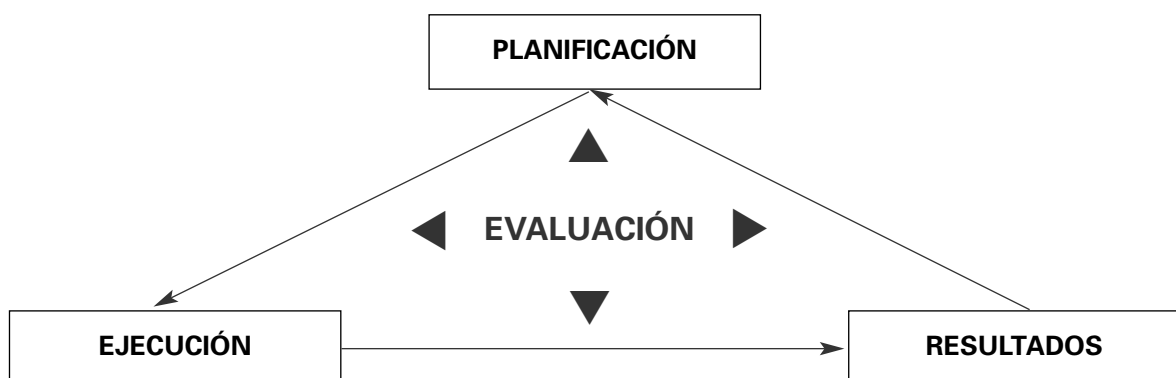 PLANIFICACIÓN
EVALUACIÓN
EJECUCIÓN
RESULTADOS